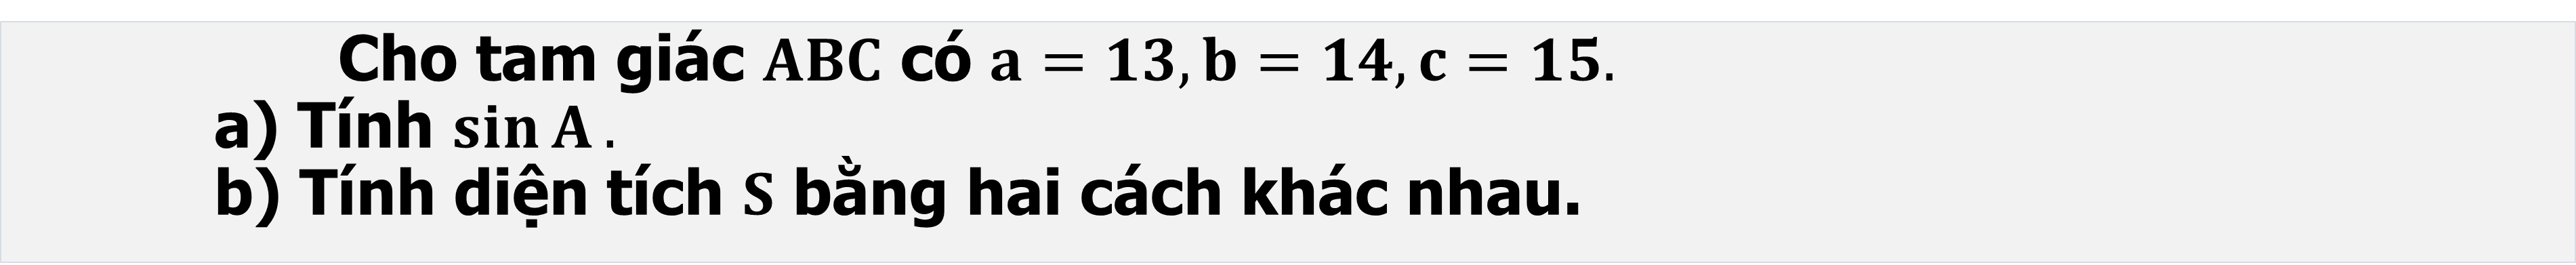 Cho tam giác ABC có a = 13, b = 14, c = 15.
a) Tính sin A .
b) Tính diện tích S bằng hai cách khác nhau.